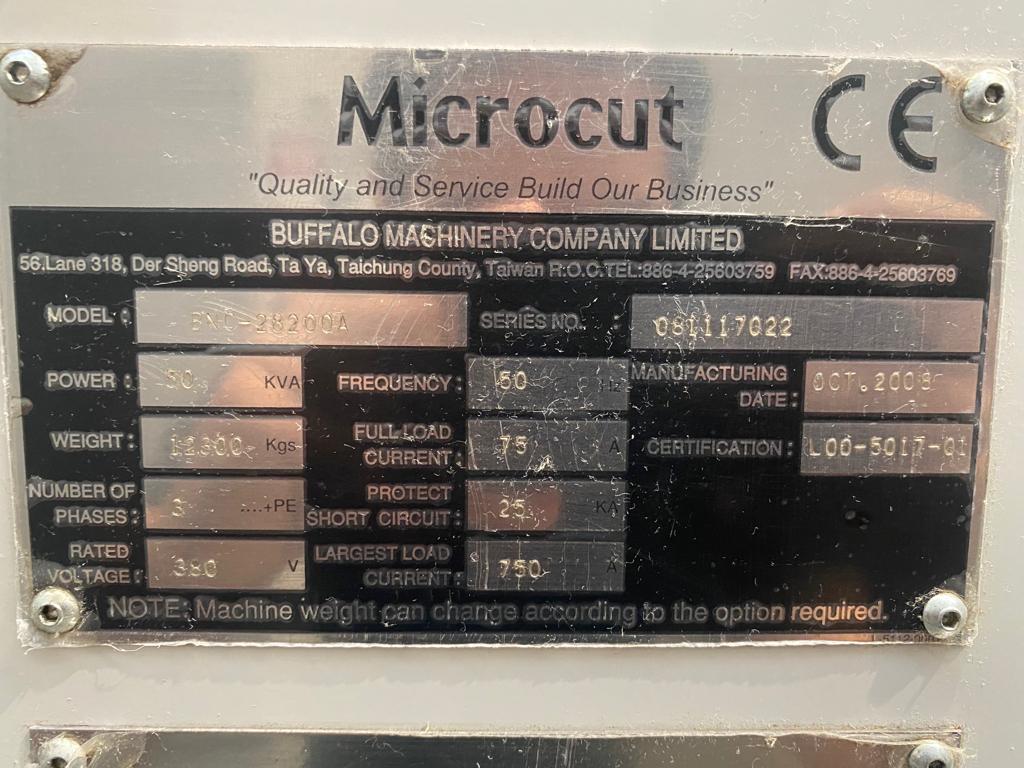 Microcut CE
"Quality and Service Build Our Business"
BUFFALO MACHINERY COMPANY LIMITED
56.Lane 318, Der Sheng Road, Ta Ya, Taichung County, Taiwan R.O.C.TEL:886-4-25603759 FAX:886-4-25603769
MODEL : BNC-28200A SERIES NO. : 081117022
POWER : 50 KVA FREQUENCY : 50 Hz MANUFACTURING DATE : OCT.2008
WEIGHT : 12300 Kgs FULL LOAD CURRENT : 75 A CERTIFICATION : L00-5017-01
NUMBER OF PHASES : 3 ....+PE PROTECT SHORT CIRCUIT : 25 KA
RATED VOLTAGE : 380 V LARGEST LOAD CURRENT : 750 A
NOTE: Machine weight can change according to the option required.